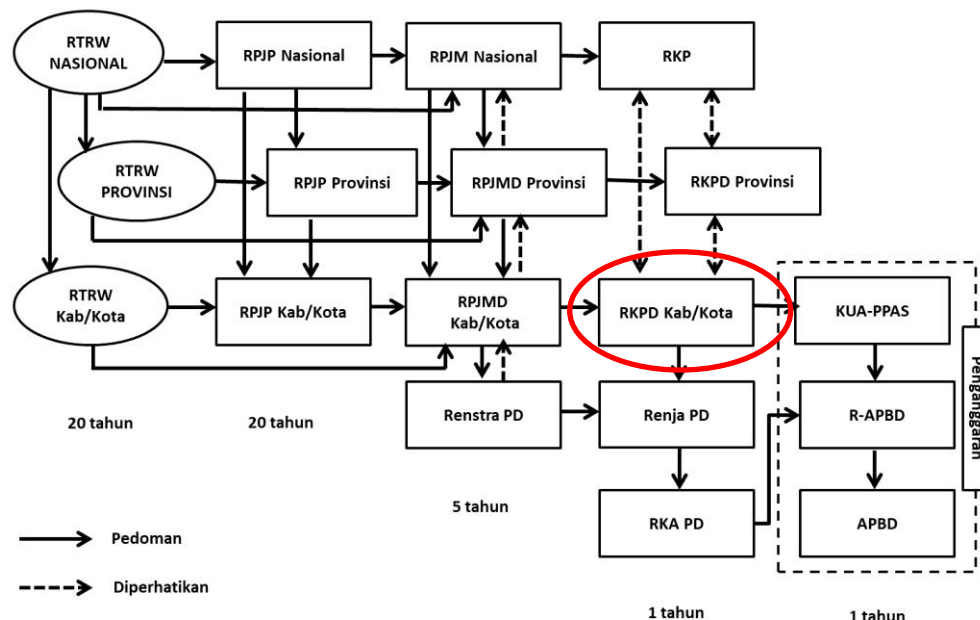 RTRW
NASIONAL
RPJP Nasional
RPJM Nasional
RKP
RTRW
PROVINSI
RPJP Provinsi
RPJMD Provinsi
RKPD Provinsi
RTRW
Kab/Kota
RPJP Kab/Kota
RPJMD
Kab/Kota
RKPD Kab/Kota
KUA-PPAS
Penganggaran
20 tahun
20 tahun
Renstra PD
Renja PD
R-APBD
5 tahun
RKA PD
APBD
Pedoman
Diperhatikan
1 tahun
1 tahun